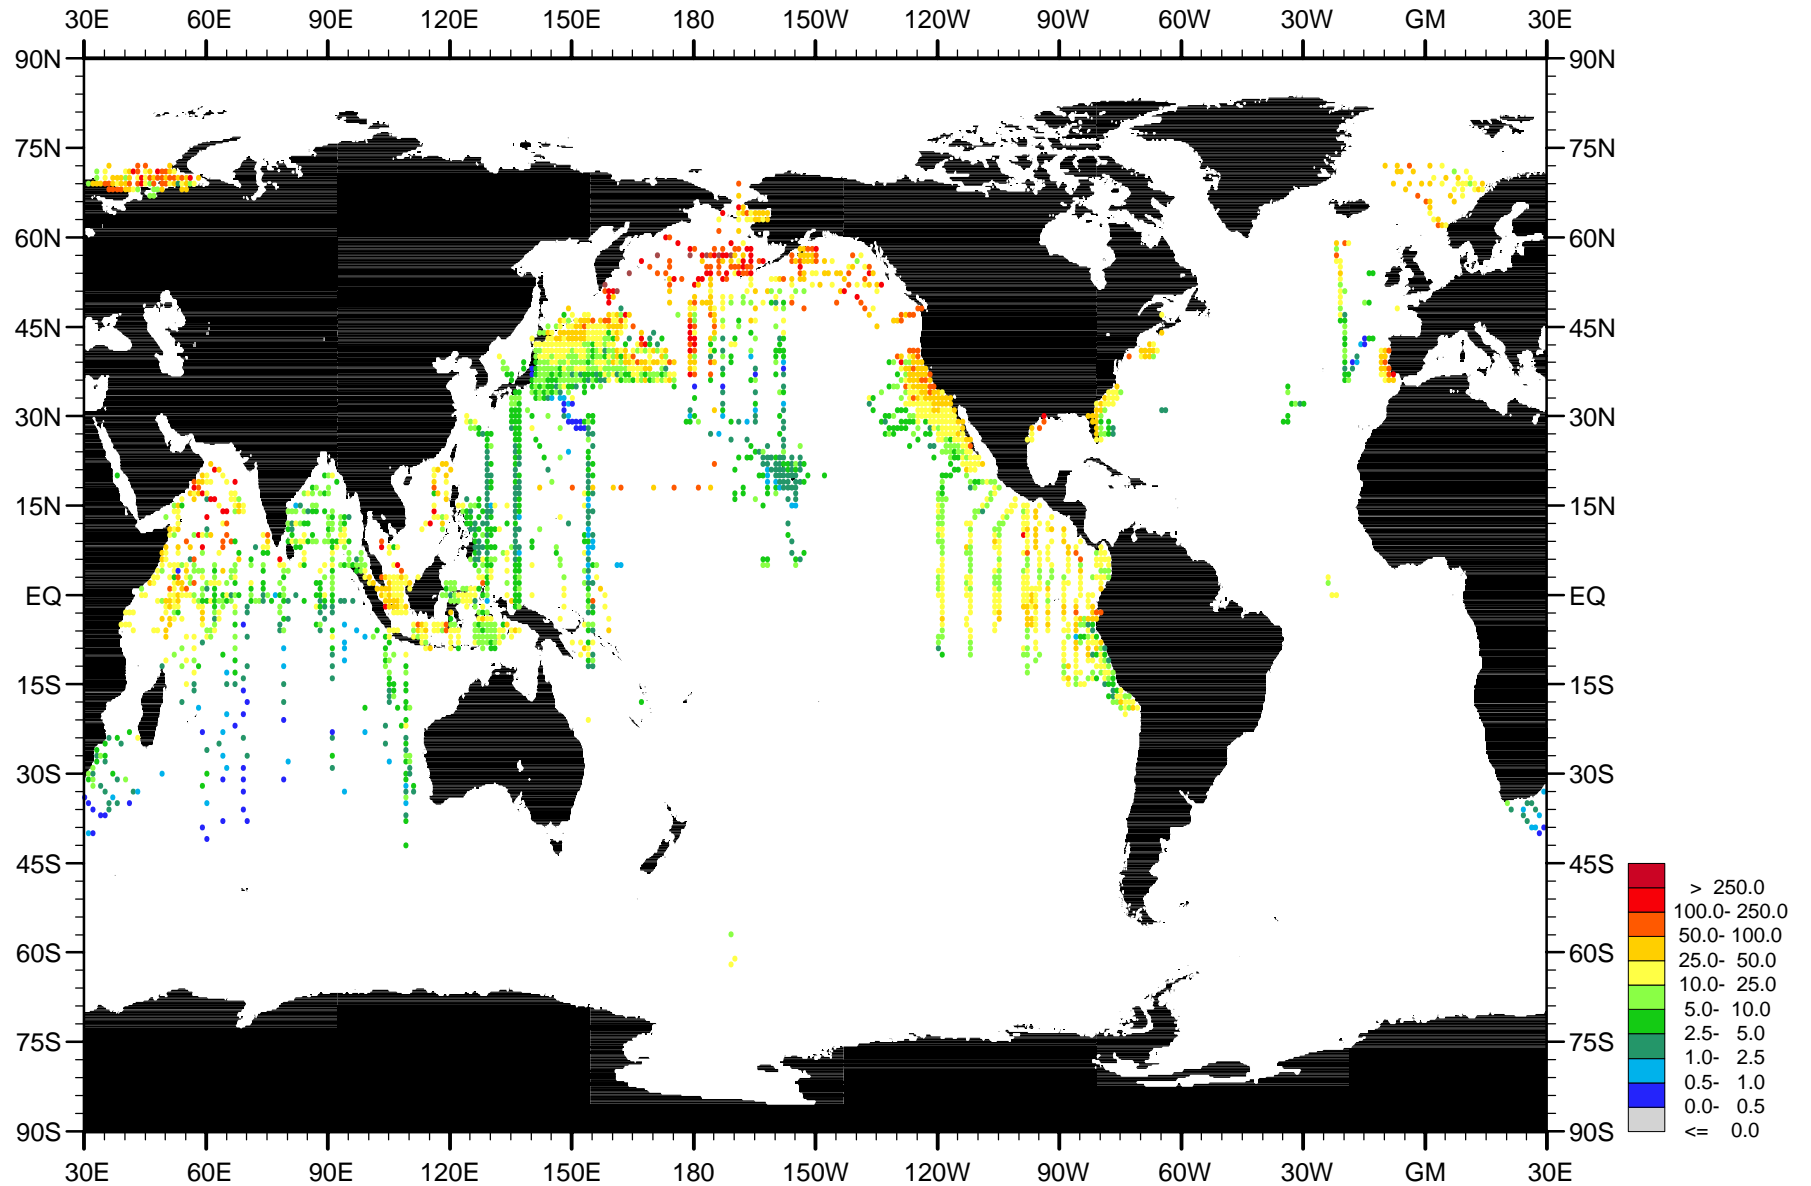 30E 60E 90E 120E 150E 180 150W 120W 90W 60W 30W GM 30E
90N 90N
75N 75N
60N 60N
45N 45N
30N 30N
15N 15N
EQ EQ
15S 15S
30S 30S
45S 45S
> 250.0
100.0- 250.0
50.0- 100.0
60S 60S
25.0- 50.0
10.0- 25.0
5.0- 10.0
2.5- 5.0
75S 75S
1.0- 2.5
0.5- 1.0
0.0- 0.5
90S 90S
<= 0.0
30E 60E 90E 120E 150E 180 150W 120W 90W 60W 30W GM 30E